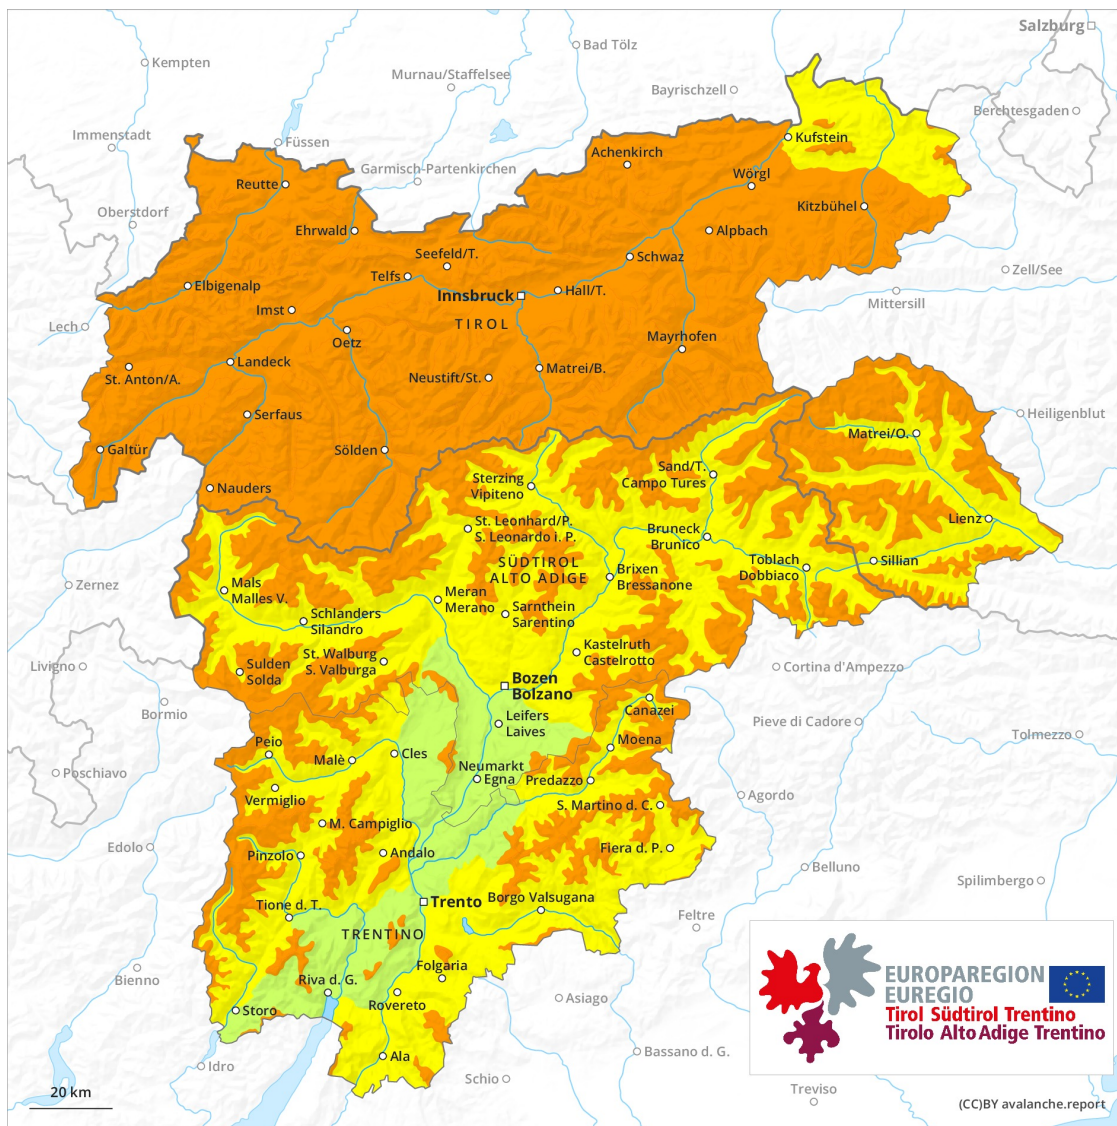 Salzburg
Bad Tölz
Kempten
Murnau/Staffelsee
Bayrischzell
Berchtesgaden
Immenstadt
Füssen
Kufstein
Achenkirch
Garmisch-Partenkirchen
Wörgl
Reutte
Oberstdorf
Kitzbühel
Ehrwald
Alpbach
Seefeld/T.
Schwaz
Telfs
Zell/See
Elbigenalp
Hall/T.
Innsbruck
Mittersill
Imst
TIROL
Lech
Oetz
Mayrhofen
Landeck
Matrei/B.
St. Anton/A.
Neustift/St.
Serfaus
Heiligenblut
Matrei/O.
Galtür
Sölden
Sand/T.
Campo Tures
Sterzing
Vipiteno
Nauders
St. Leonhard/P.
S. Leonardo i. P.
Lienz
Bruneck
Brunico
SÜDTIROL
ALTO ADIGE
Toblach
Dobbiaco
Sillian
Brixen
Bressanone
Zernez
Mals
Malles V.
Meran
Merano
Sarnthein
Sarentino
Schlanders
Silandro
Kastelruth
Castelrotto
St. Walburg
S. Valburga
Livigno
Sulden
Solda
Cortina d'Ampezzo
Bozen
Bolzano
Canazei
Bormio
Leifers
Laives
Pieve di Cadore
Tolmezzo
Peio
Moena
Cles
Malè
Poschiavo
Neumarkt
Egna
Predazzo
Vermiglio
Agordo
S. Martino d. C.
M. Campiglio
Edolo
Fiera d. P.
Pinzolo
Andalo
Belluno
Spilimbergo
Borgo Valsugana
Trento
Tione d. T.
Feltre
TRENTINO
Folgaria
Bienno
Riva d. G.
Asiago
Rovereto
Storo
EUROPAREGION
EUREGIO
Tirol Südtirol Trentino
Tirolo Alto Adige Trentino
Ala
Bassano d. G.
Idro
Schio
Treviso
20 km
(CC)BY avalanche.report